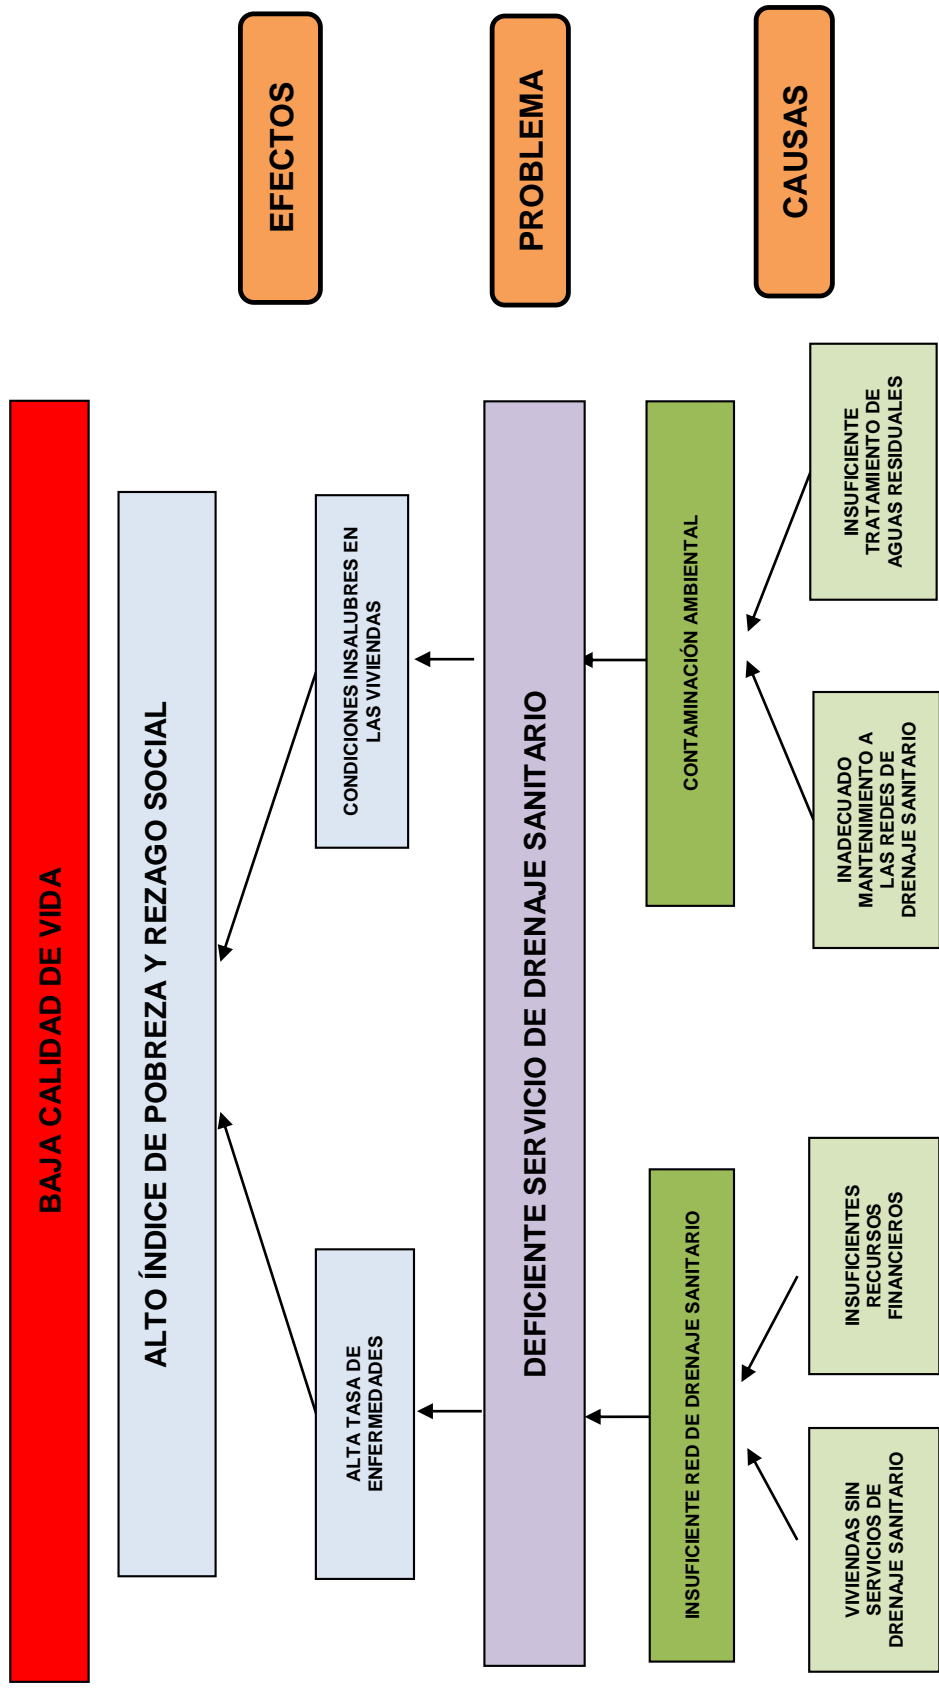 BAJA CALIDAD DE VIDA
ALTO ÍNDICE DE POBREZA Y REZAGO SOCIAL
EFECTOS
ALTA TASA DE
ENFERMEDADES
CONDICIONES INSALUBRES EN
LAS VIVIENDAS
DEFICIENTE SERVICIO DE DRENAJE SANITARIO
PROBLEMA
INSUFICIENTE RED DE DRENAJE SANITARIO
CONTAMINACIÓN AMBIENTAL
CAUSAS
VIVIENDAS SIN
SERVICIOS DE
DRENAJE SANITARIO
INSUFICIENTES
RECURSOS
FINANCIEROS
INADECUADO
MANTENIMIENTO A
LAS REDES DE
DRENAJE SANITARIO
INSUFICIENTE
TRATAMIENTO DE
AGUAS RESIDUALES